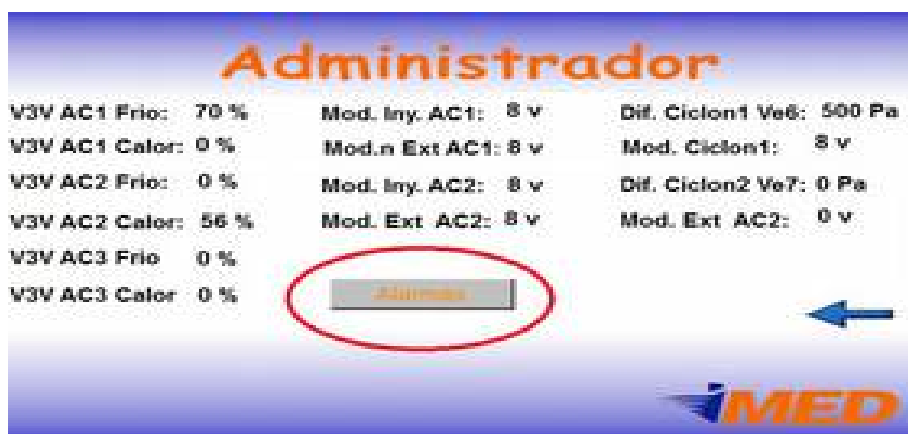 Administrador
V3V AC1 Frio: 70 % Mod. Iny. AC1: 8 v Dif. Ciclon1 Ve6: 500 Pa
V3V AC1 Calor: 0 % Mod.n Ext AC1: 8 v Mod. Ciclon1: 8 v
V3V AC2 Frio: 0 % Mod. Iny. AC2: 8 v Dif. Ciclon2 Ve7: 0 Pa
V3V AC2 Calor: 56 % Mod. Ext AC2: 8 v Mod. Ext AC2: 0 v
V3V AC3 Frio 0 %
V3V AC3 Calor 0 % Alarmas
iMED